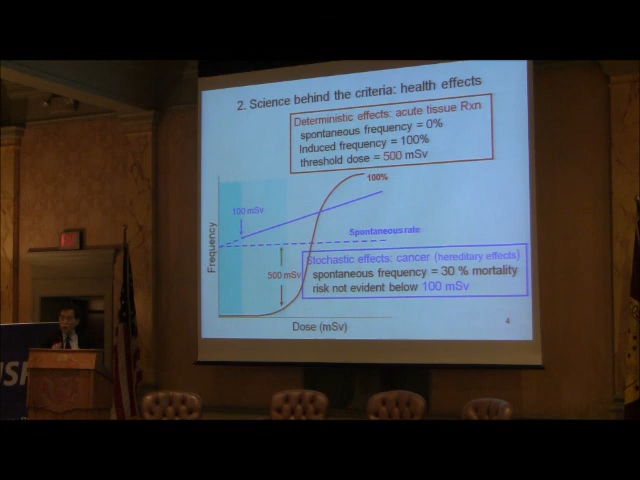 2. Science behind the criteria: health effects
Deterministic effects: acute tissue Rxn
spontaneous frequency = 0%
Induced frequency = 100%
threshold dose = 500 mSv
100%
100 mSv
Spontaneous rate
Frequency
500 mSv
Stochastic effects: cancer (hereditary effects)
spontaneous frequency = 30 % mortality
risk not evident below 100 mSv
Dose (mSv)
4